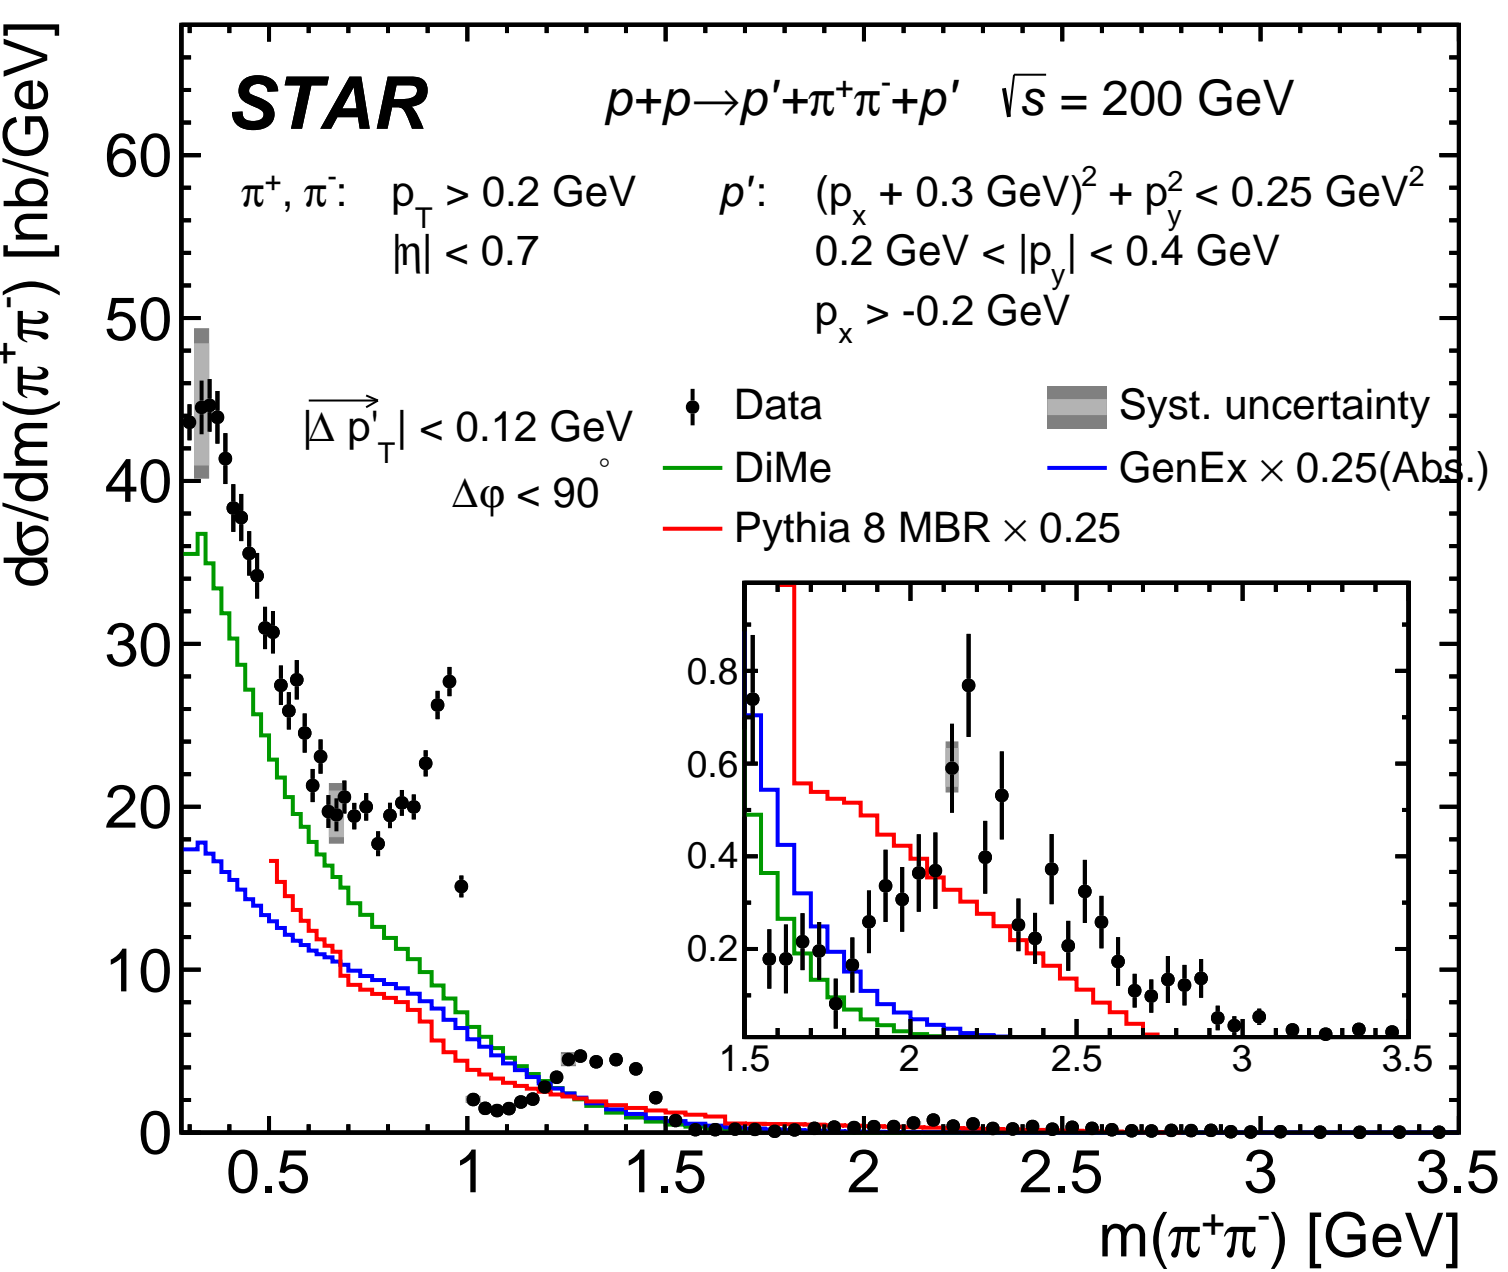 dσ/dm(π⁺π⁻) [nb/GeV]
STAR
p+p→p′+π⁺π⁻+p′ √s = 200 GeV
π⁺, π⁻: p_T > 0.2 GeV
|η| < 0.7
p′: (p_x + 0.3 GeV)² + p_y² < 0.25 GeV²
0.2 GeV < |p_y| < 0.4 GeV
p_x > -0.2 GeV
|Δp⃗'_T| < 0.12 GeV
Δφ < 90°
Data
Syst. uncertainty
DiMe
GenEx × 0.25(Abs.)
Pythia 8 MBR × 0.25
60
50
40
30
20
10
0
0.8
0.6
0.4
0.2
1.5 2 2.5 3 3.5
0.5 1 1.5 2 2.5 3 3.5
m(π⁺π⁻) [GeV]